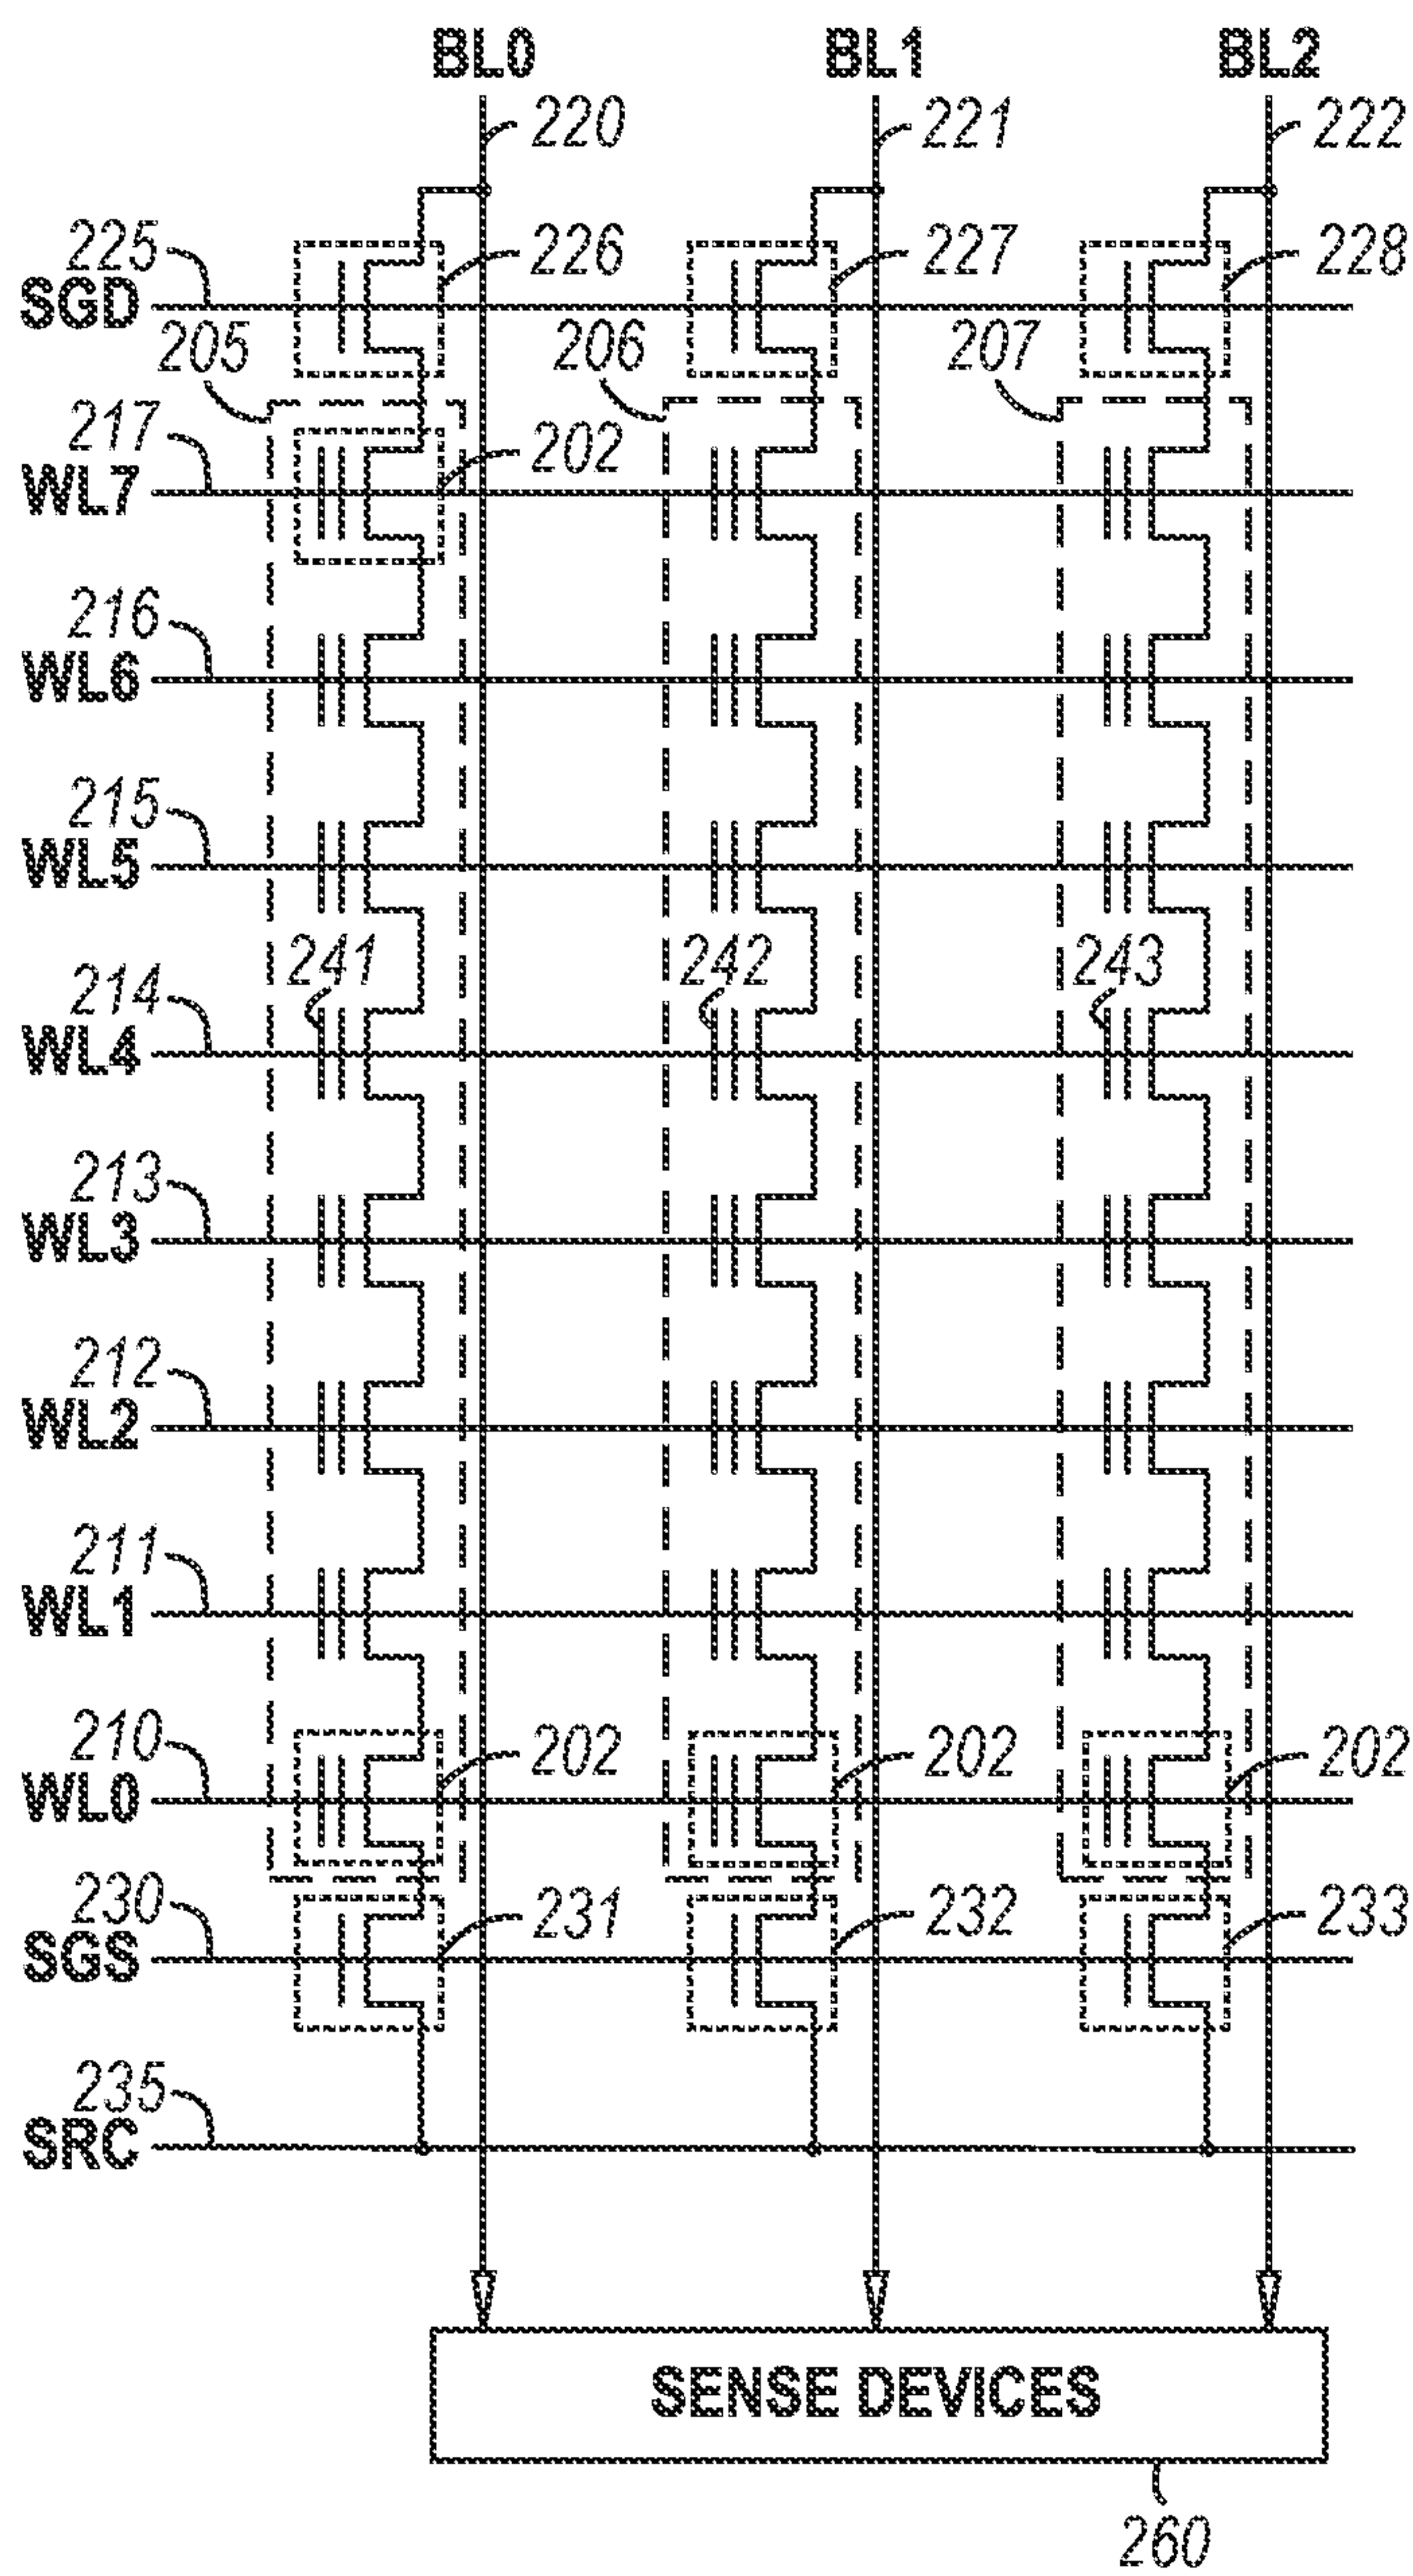 BL0 BL1 BL2
220 221 222
225 226 227 228
SGD
205 206 207
217 202
WL7
216
WL6
215
WL5
241 242 243
214
WL4
213
WL3
212
WL2
211
WL1
210 202 202 202
WL0
230 231 232 233
SGS
235
SRC
SENSE DEVICES
260